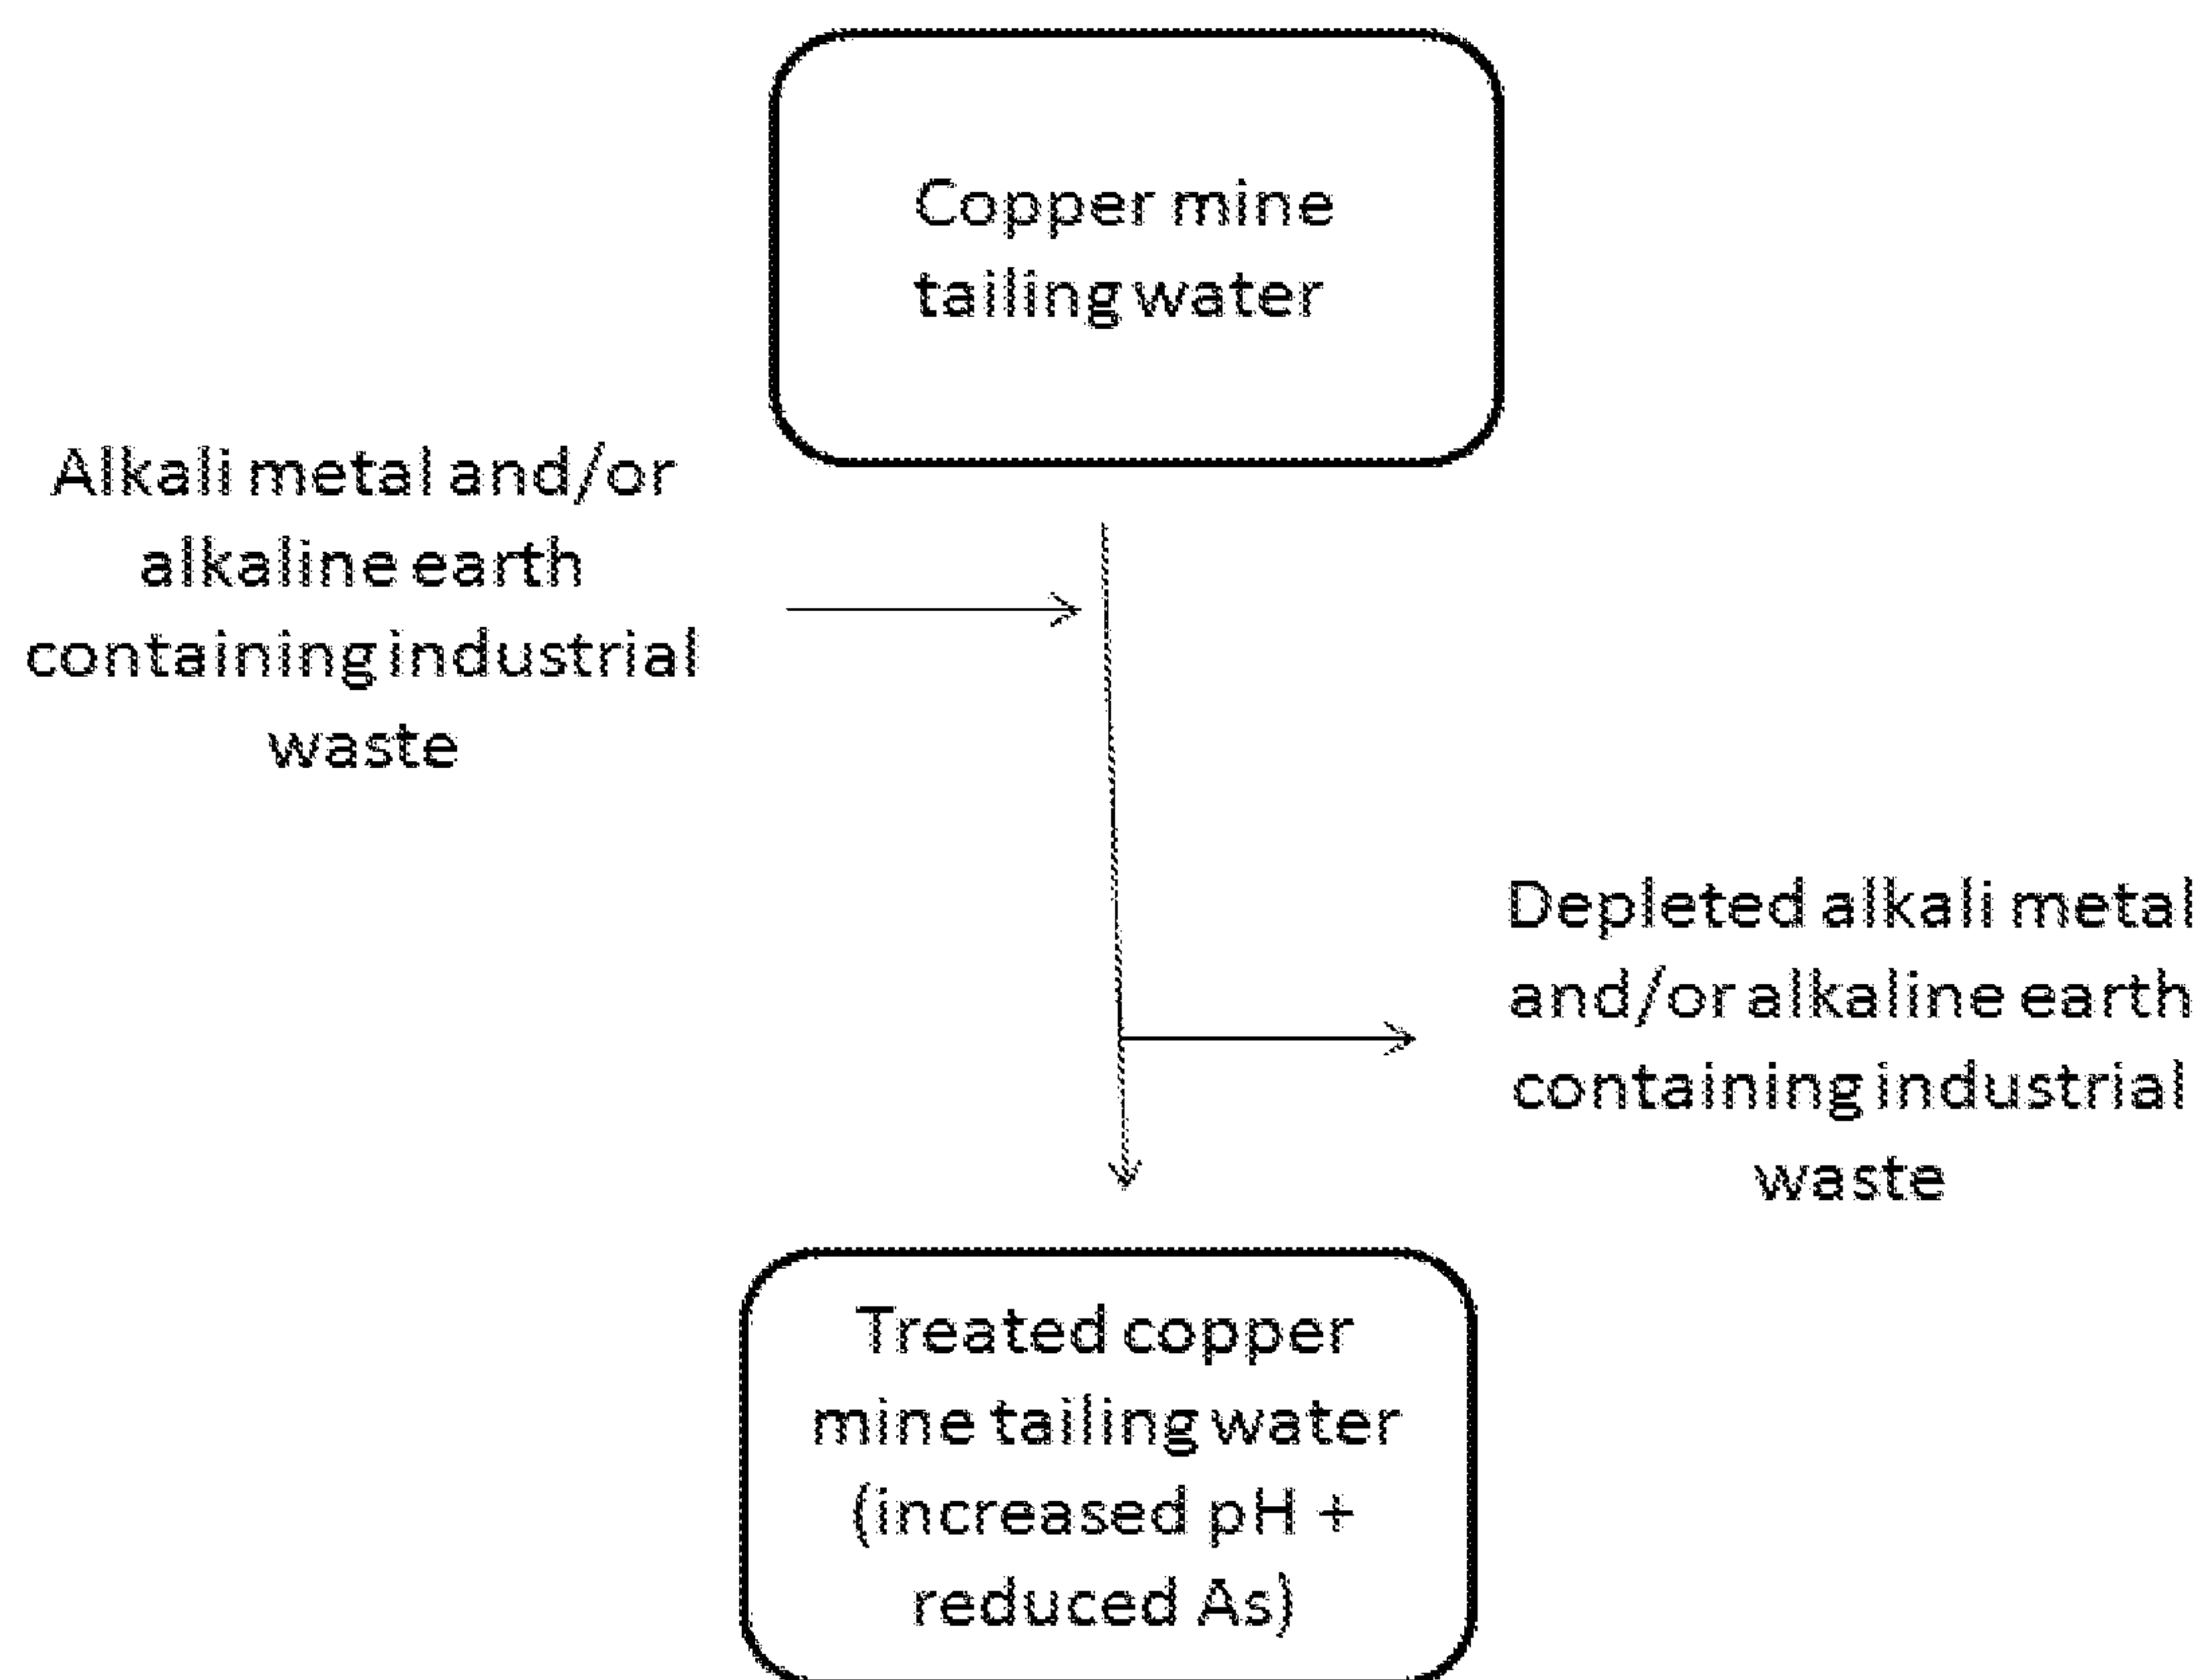 Copper mine
tailing water
Alkali metal and/or
alkaline earth
containing industrial
waste
Depleted alkali metal
and/or alkaline earth
containing industrial
waste
Treated copper
mine tailing water
(increased pH +
reduced As)